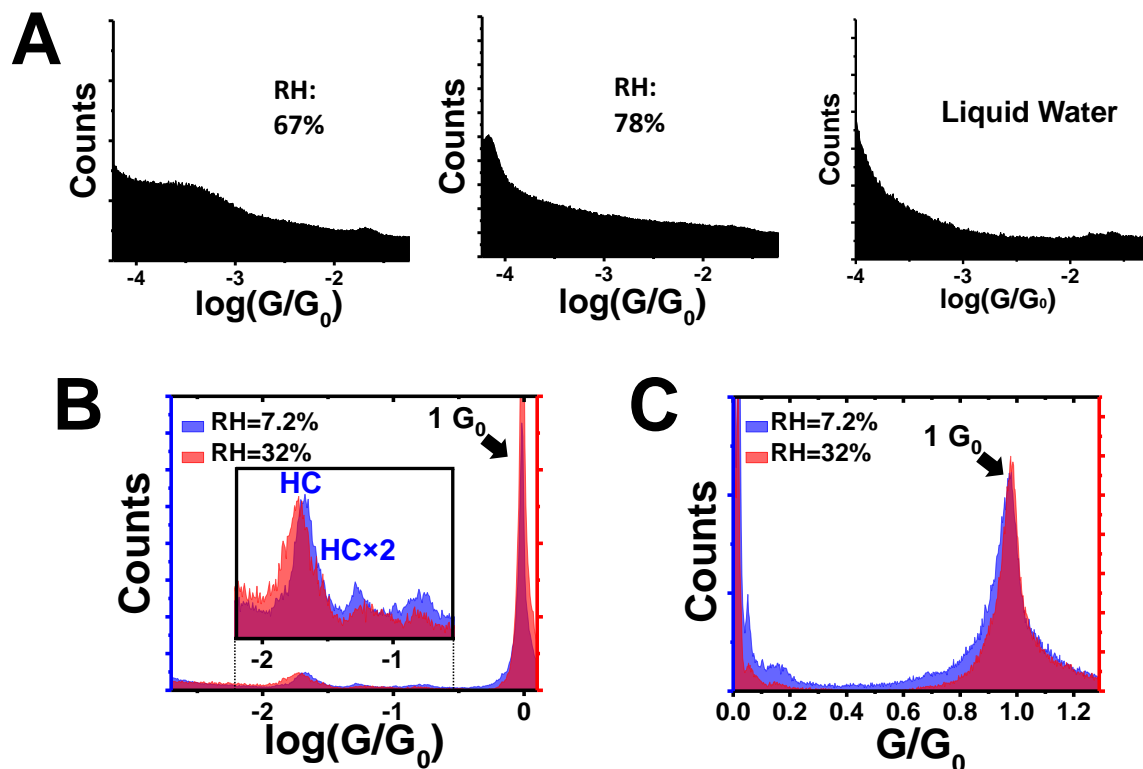 A
Counts
RH:
67%
-4
-3
-2
log(G/G0)
Counts
RH:
78%
-4
-3
-2
log(G/G0)
Counts
Liquid Water
-4
-3
-2
log(G/G0)
B
Counts
RH=7.2%
RH=32%
1 G0
HC
HC×2
-2
-1
-2
-1
0
log(G/G0)
C
Counts
RH=7.2%
RH=32%
1 G0
0.0
0.2
0.4
0.6
0.8
1.0
1.2
G/G0